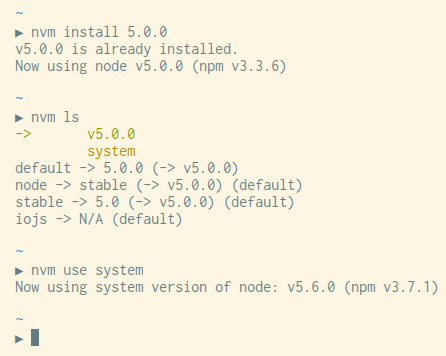 ~
▶ nvm install 5.0.0
v5.0.0 is already installed.
Now using node v5.0.0 (npm v3.3.6)
~
▶ nvm ls
->       v5.0.0
         system
default -> 5.0.0 (-> v5.0.0)
node -> stable (-> v5.0.0) (default)
stable -> 5.0 (-> v5.0.0) (default)
iojs -> N/A (default)
~
▶ nvm use system
Now using system version of node: v5.6.0 (npm v3.7.1)
~
▶